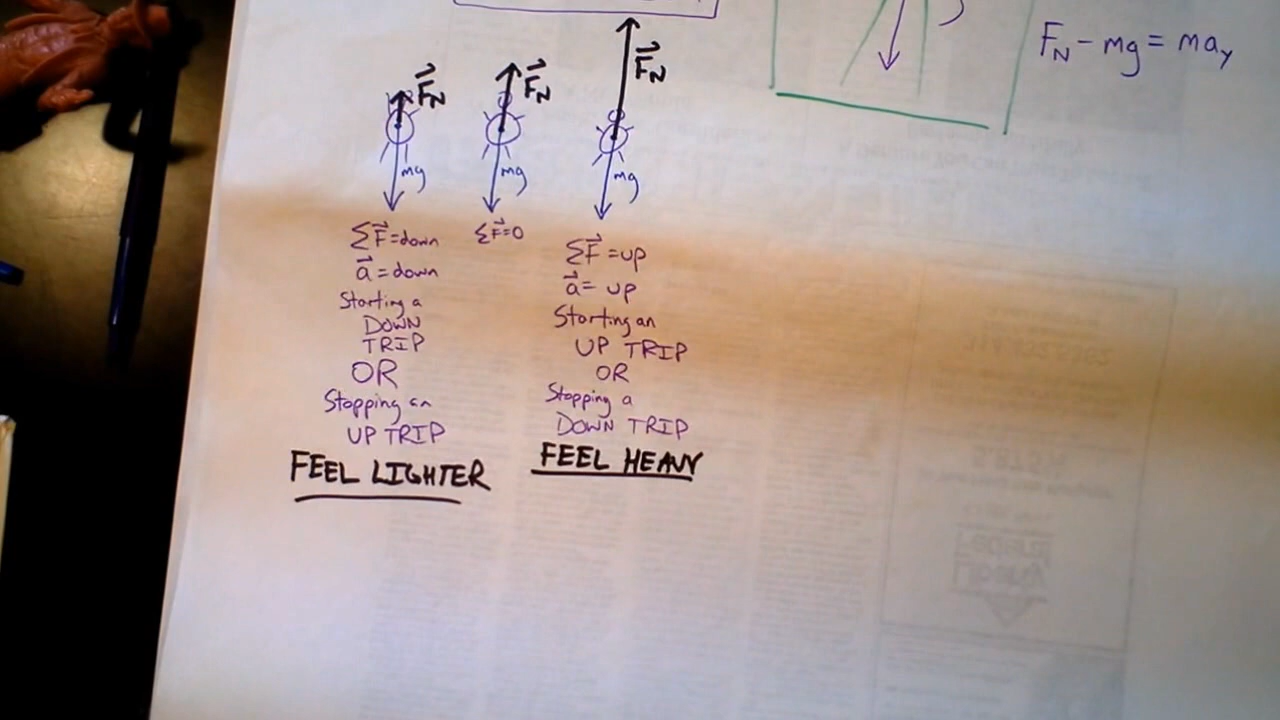 F_N - mg = ma_y
F_N
F_N
F_N
mg
mg
mg
ΣF=down
a=down
Starting a
DOWN
TRIP
OR
Stopping an
UP TRIP
FEEL LIGHTER
ΣF=0
ΣF=up
a= up
Starting an
UP TRIP
OR
Stopping a
DOWN TRIP
FEEL HEAVY